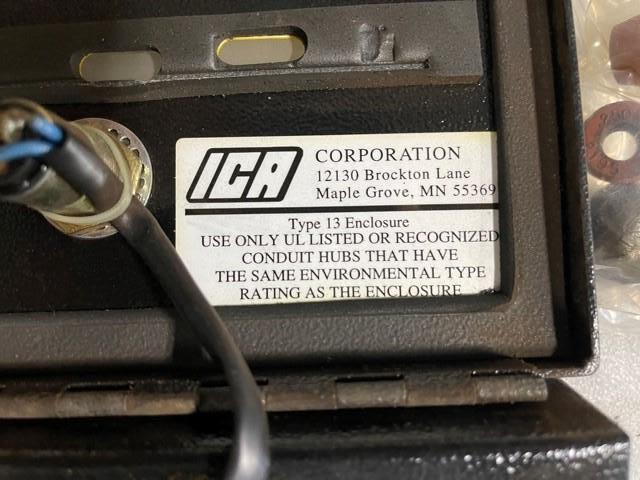 ICA CORPORATION
12130 Brockton Lane
Maple Grove, MN 55369
Type 13 Enclosure
USE ONLY UL LISTED OR RECOGNIZED
CONDUIT HUBS THAT HAVE
THE SAME ENVIRONMENTAL TYPE
RATING AS THE ENCLOSURE